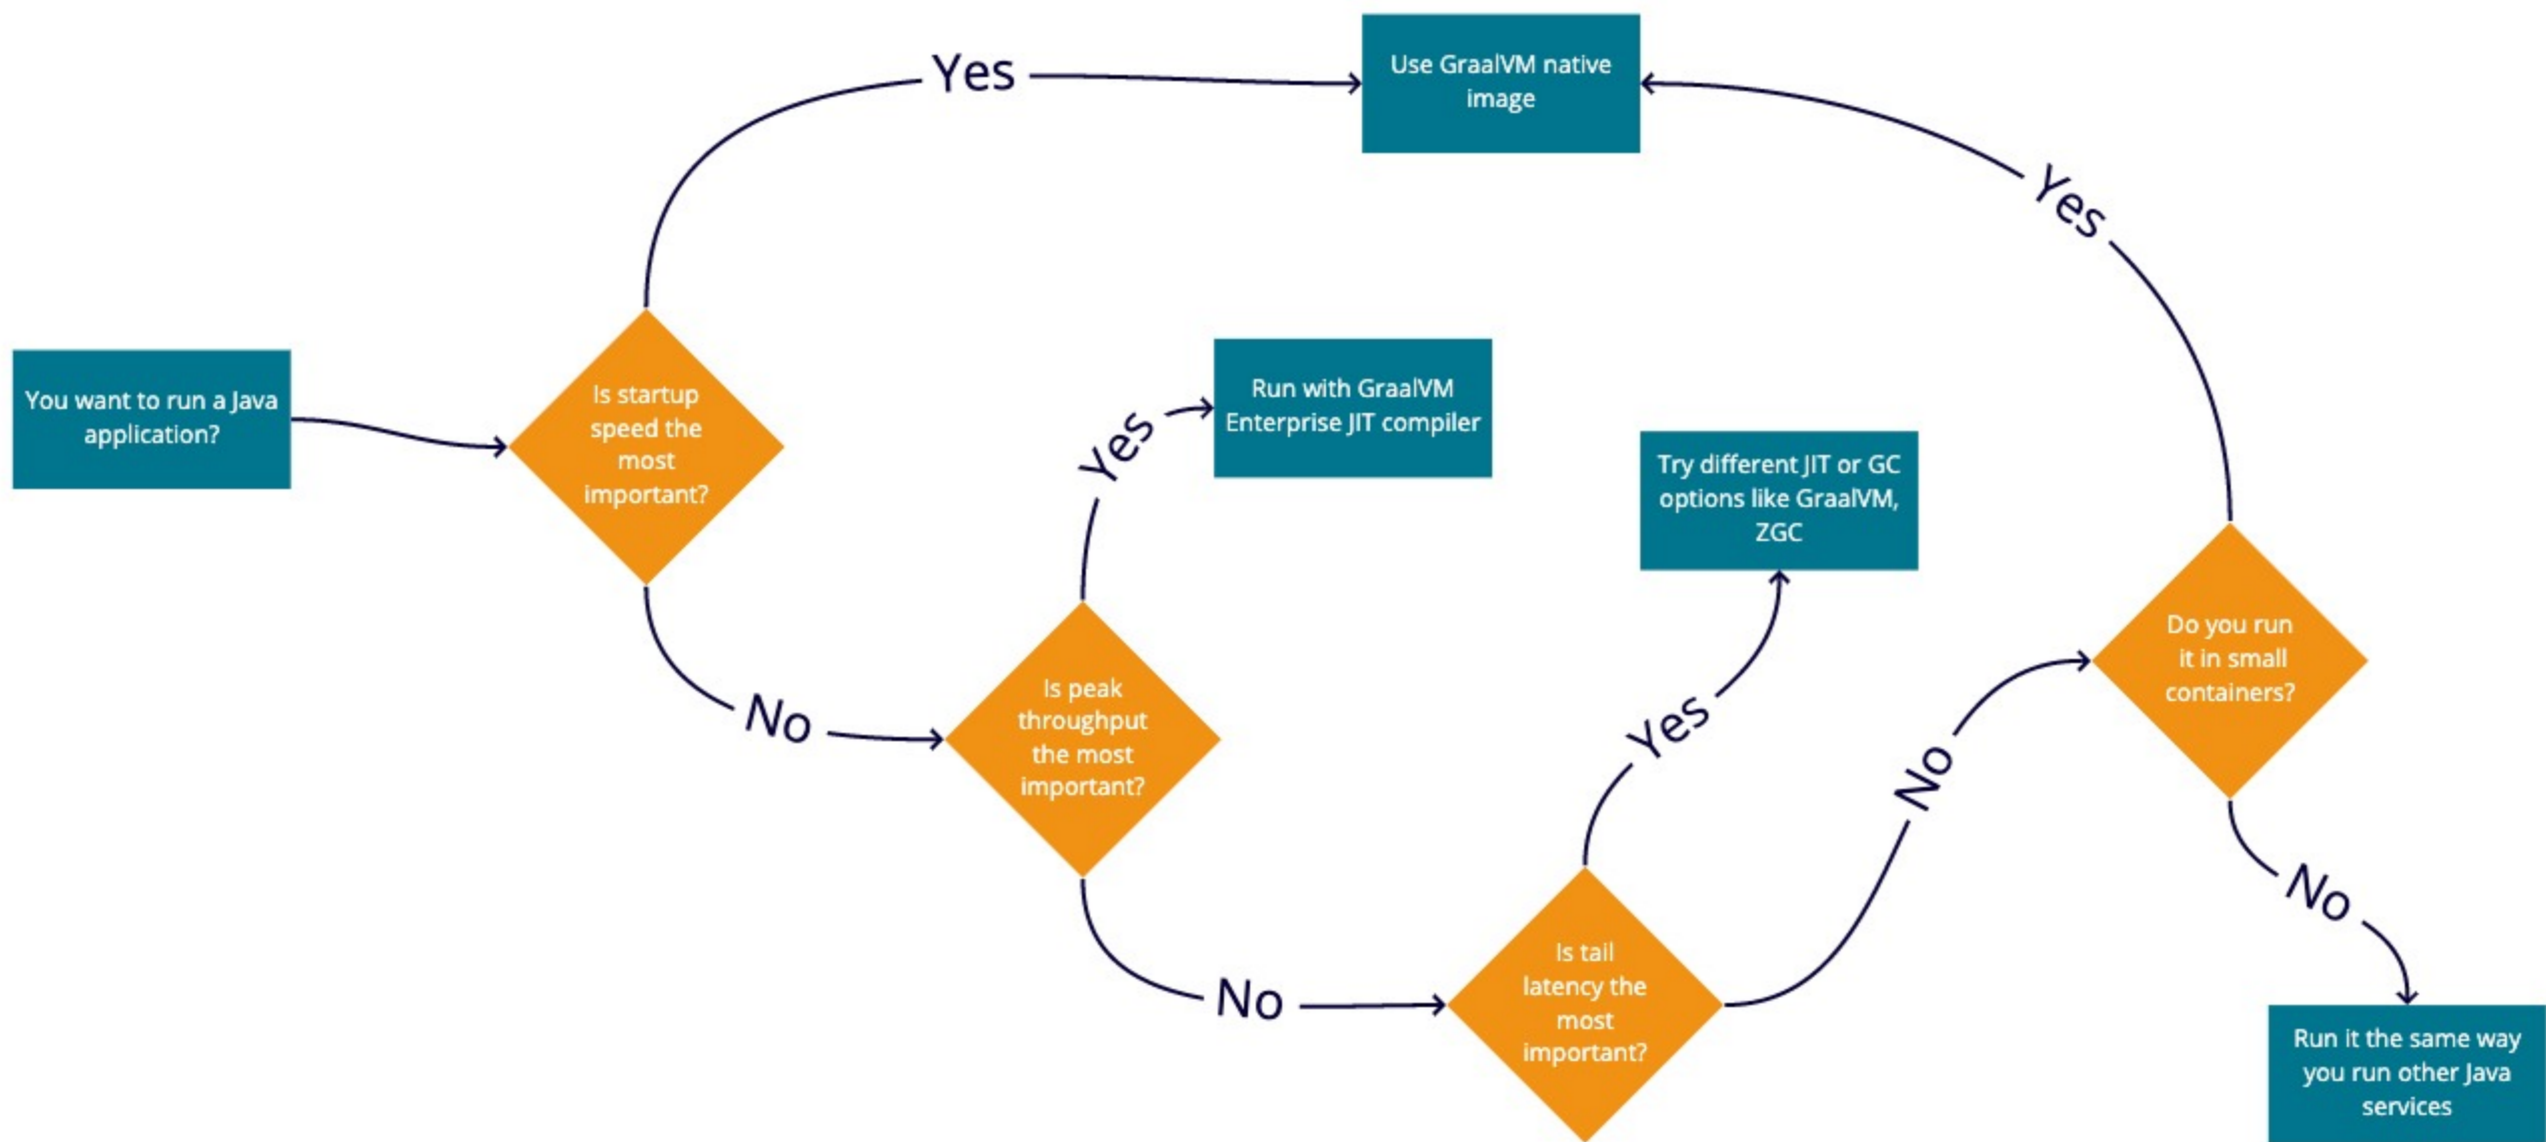 You want to run a Java
application?
Is startup
speed the
most
important?
Yes
Use GraalVM native
image
No
Is peak
throughput
the most
important?
Yes
Run with GraalVM
Enterprise JIT compiler
No
Is tail
latency the
most
important?
Yes
Try different JIT or GC
options like GraalVM,
ZGC
No
Do you run
it in small
containers?
Yes
No
Run it the same way
you run other Java
services